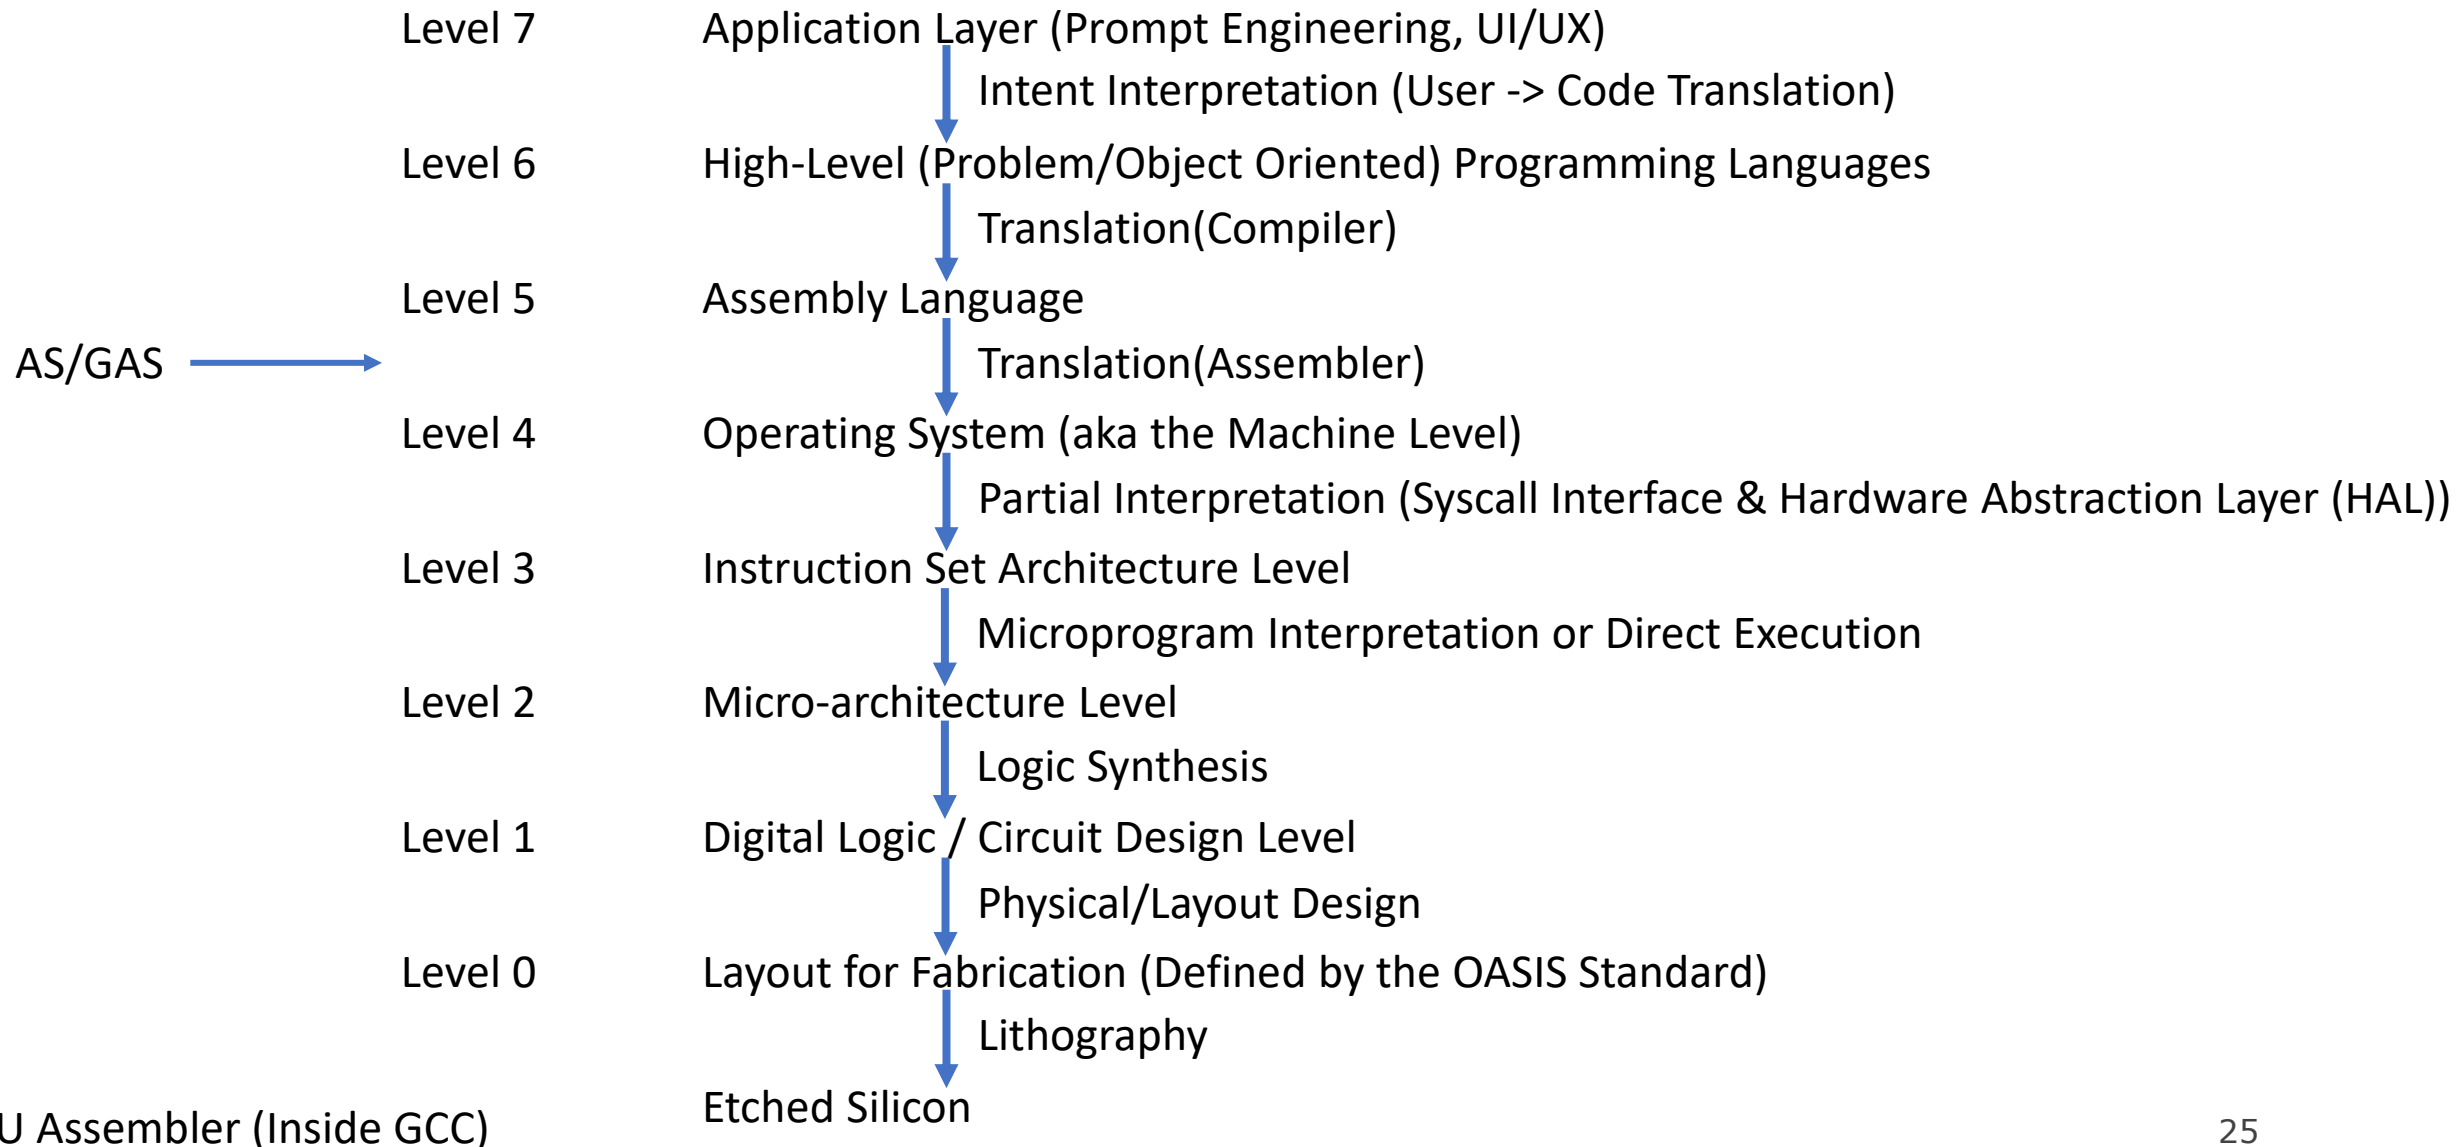 Level 7 Application Layer (Prompt Engineering, UI/UX)
Intent Interpretation (User -> Code Translation)
Level 6 High-Level (Problem/Object Oriented) Programming Languages
Translation(Compiler)
Level 5 Assembly Language
AS/GAS Translation(Assembler)
Level 4 Operating System (aka the Machine Level)
Partial Interpretation (Syscall Interface & Hardware Abstraction Layer (HAL))
Level 3 Instruction Set Architecture Level
Microprogram Interpretation or Direct Execution
Level 2 Micro-architecture Level
Logic Synthesis
Level 1 Digital Logic / Circuit Design Level
Physical/Layout Design
Level 0 Layout for Fabrication (Defined by the OASIS Standard)
Lithography
Etched Silicon
U Assembler (Inside GCC)
25